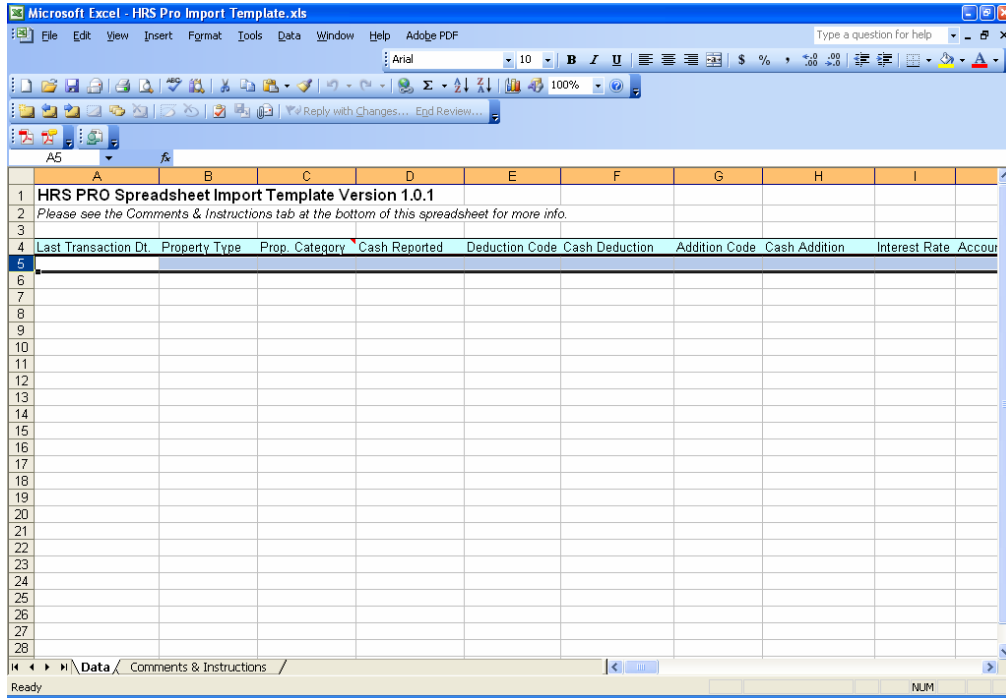 Microsoft Excel - HRS Pro Import Template.xls
File Edit View Insert Format Tools Data Window Help Adobe PDF Type a question for help
Arial 10 B I U $ % ,
Σ 100%
Reply with Changes... End Review...
A5 fx
A B C D E F G H I
1 HRS PRO Spreadsheet Import Template Version 1.0.1
2 Please see the Comments & Instructions tab at the bottom of this spreadsheet for more info.
3
4 Last Transaction Dt. Property Type Prop. Category Cash Reported Deduction Code Cash Deduction Addition Code Cash Addition Interest Rate Accour
5
6
7
8
9
10
11
12
13
14
15
16
17
18
19
20
21
22
23
24
25
26
27
28
Data Comments & Instructions
Ready NUM